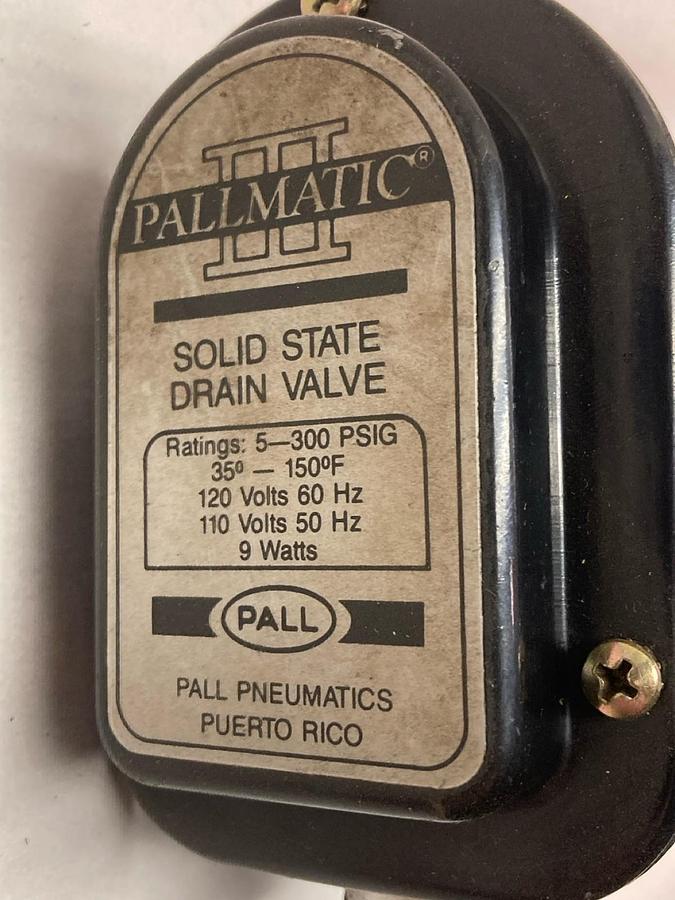 III
PALLMATIC®
SOLID STATE
DRAIN VALVE
Ratings: 5—300 PSIG
35º — 150ºF
120 Volts 60 Hz
110 Volts 50 Hz
9 Watts
PALL
PALL PNEUMATICS
PUERTO RICO